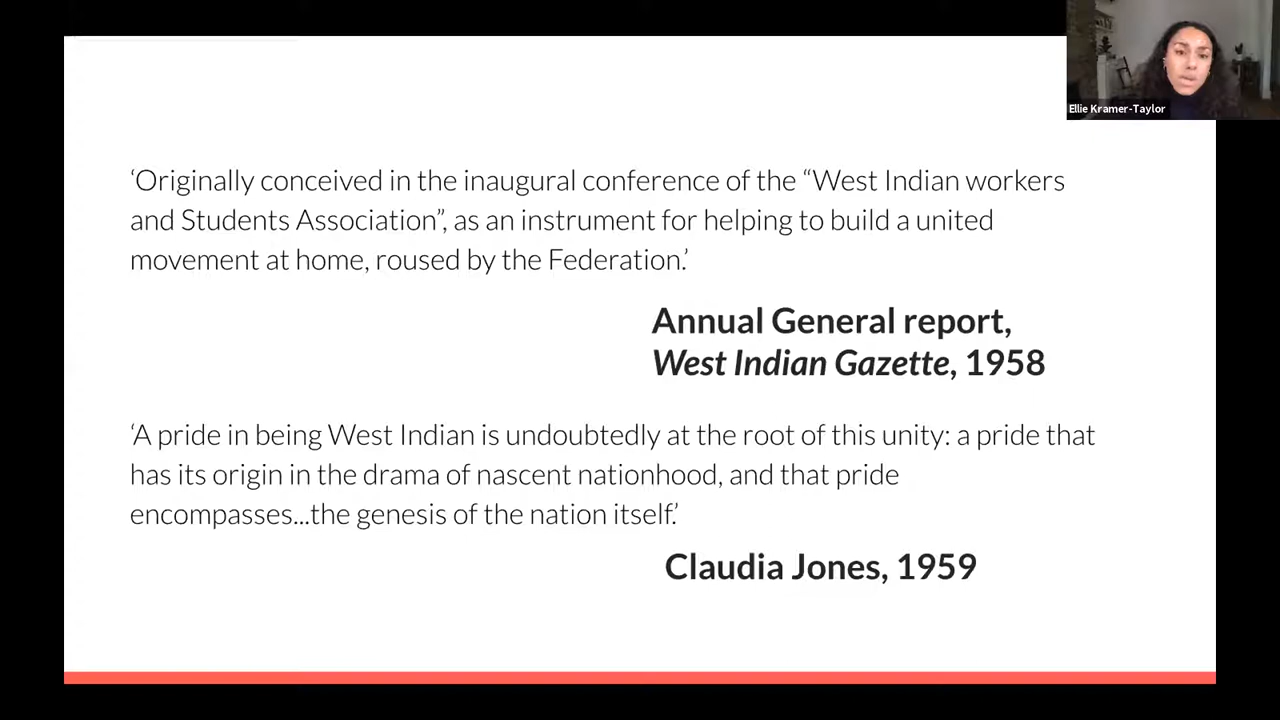 Ellie Kramer-Taylor
‘Originally conceived in the inaugural conference of the “West Indian workers
and Students Association”, as an instrument for helping to build a united
movement at home, roused by the Federation.’
Annual General report,
West Indian Gazette, 1958
‘A pride in being West Indian is undoubtedly at the root of this unity: a pride that
has its origin in the drama of nascent nationhood, and that pride
encompasses...the genesis of the nation itself.’
Claudia Jones, 1959